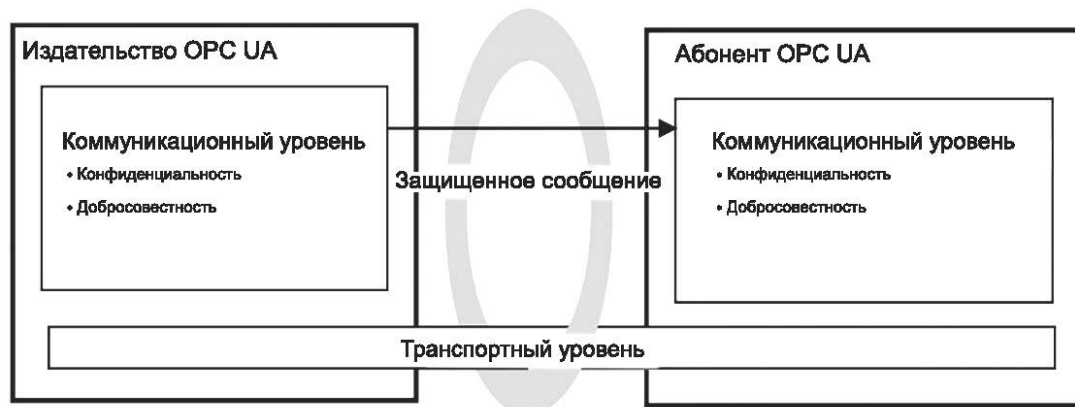 Издательство OPC UA
Коммуникационный уровень
• Конфиденциальность
• Добросовестность
Защищенное сообщение
Абонент OPC UA
Коммуникационный уровень
• Конфиденциальность
• Добросовестность
Транспортный уровень